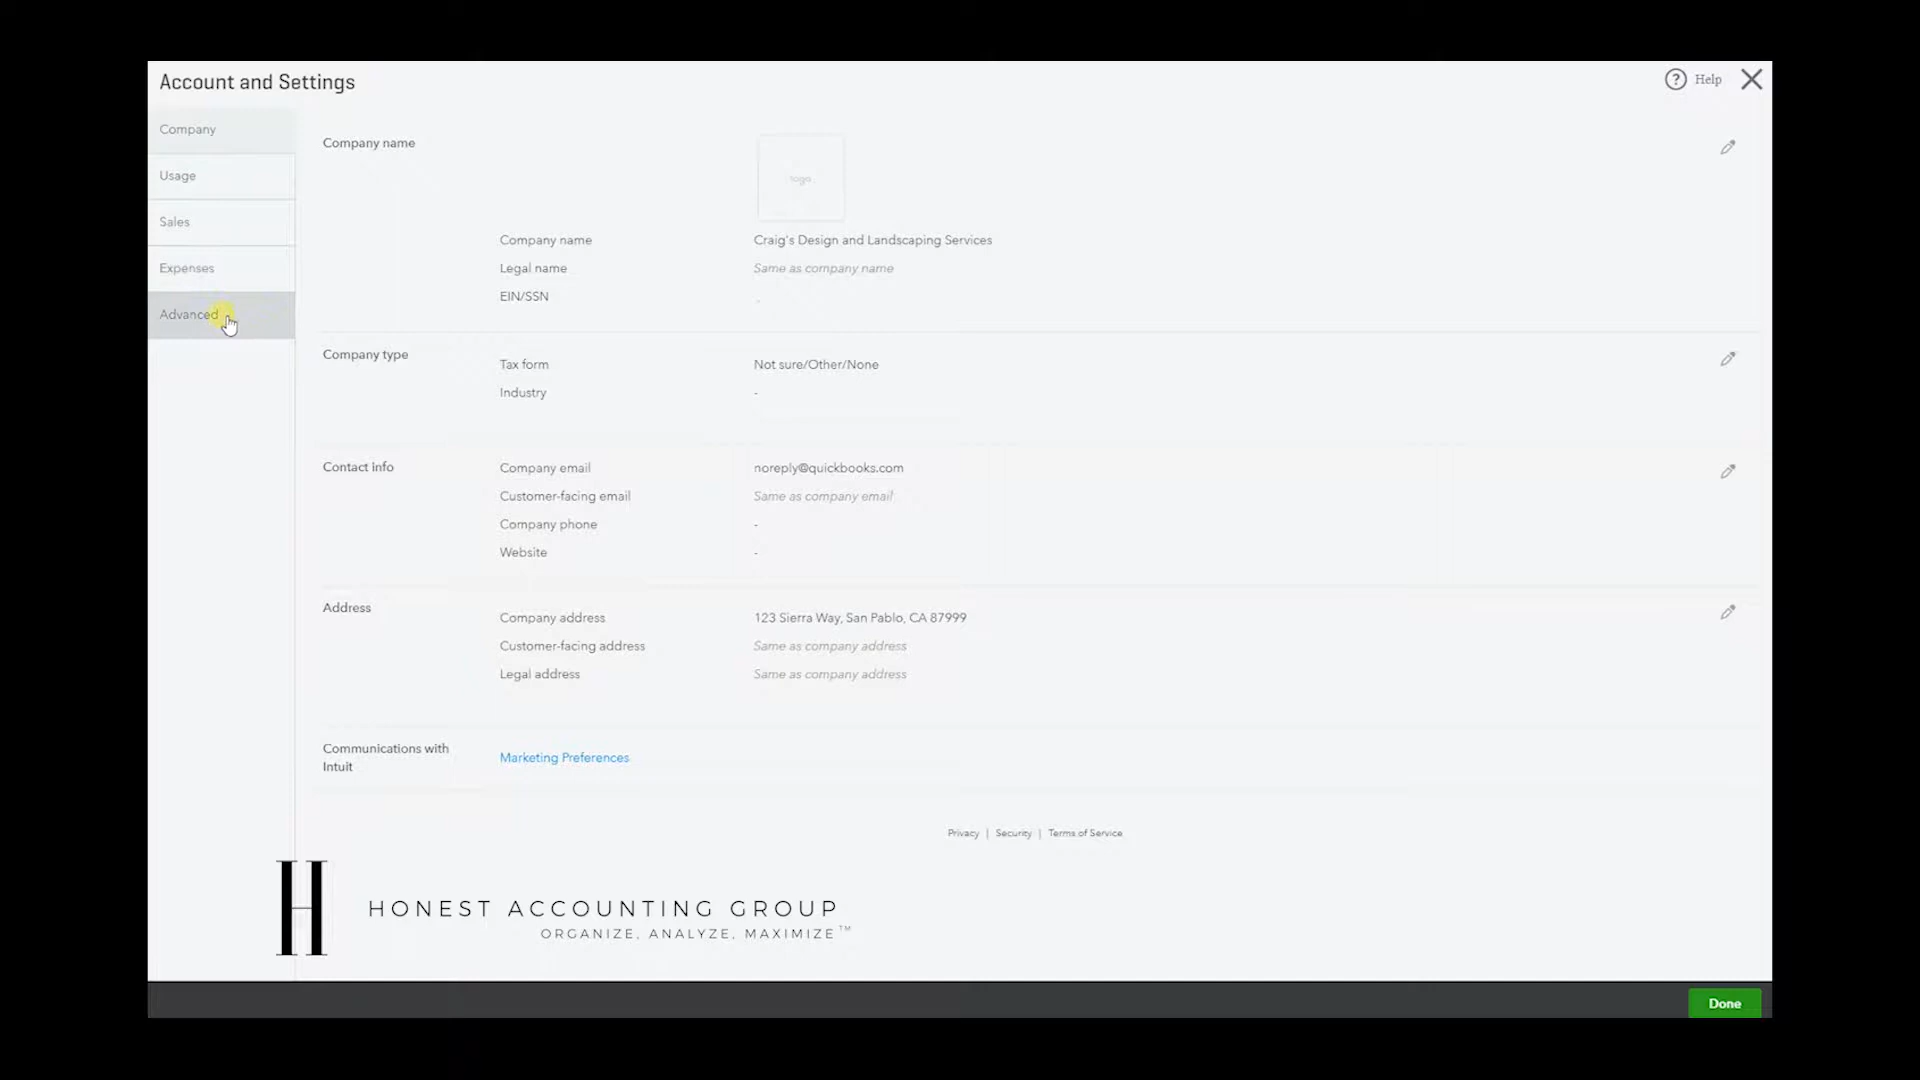 Account and Settings
? Help
Company
Usage
Sales
Expenses
Advanced
Company name
logo
Company name Craig's Design and Landscaping Services
Legal name Same as company name
EIN/SSN -
Company type
Tax form Not sure/Other/None
Industry -
Contact info
Company email noreply@quickbooks.com
Customer-facing email Same as company email
Company phone -
Website -
Address
Company address 123 Sierra Way, San Pablo, CA 87999
Customer-facing address Same as company address
Legal address Same as company address
Communications with
Intuit
Marketing Preferences
Privacy | Security | Terms of Service
H
HONEST ACCOUNTING GROUP
ORGANIZE, ANALYZE, MAXIMIZE™
Done